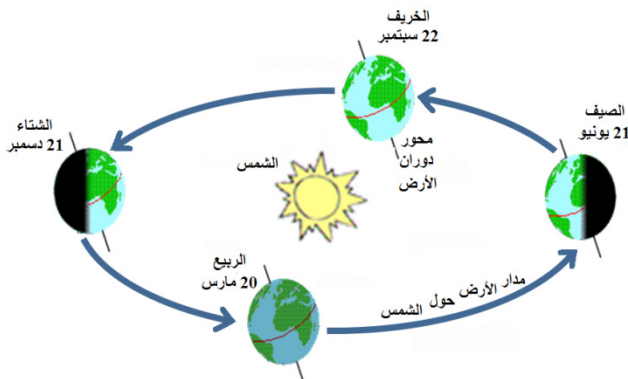 الخريف
22 سبتمبر
الصيف
21 يونيو
الشتاء
21 دسمبر
محور
دوران
الأرض
الشمس
الربيع
20 مارس
مدار الأرض حول الشمس